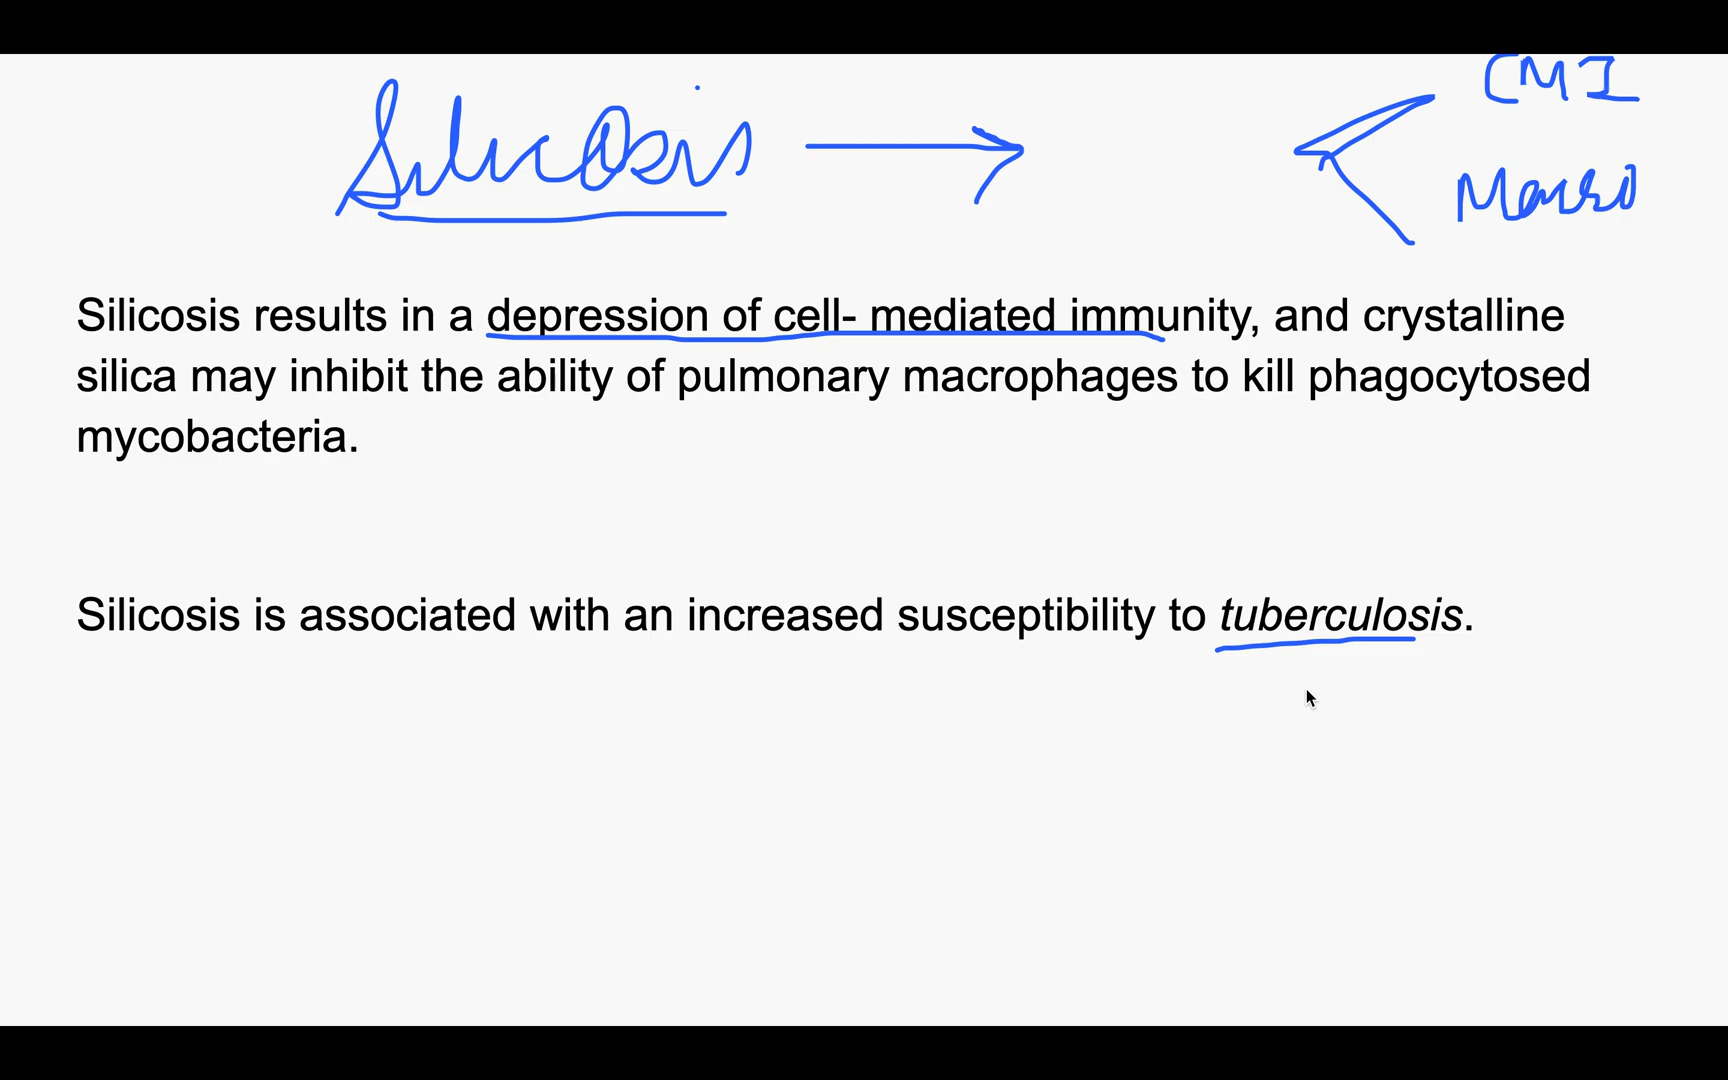 Silicosis
CMI
Macro
Silicosis results in a depression of cell- mediated immunity, and crystalline
silica may inhibit the ability of pulmonary macrophages to kill phagocytosed
mycobacteria.
Silicosis is associated with an increased susceptibility to tuberculosis.